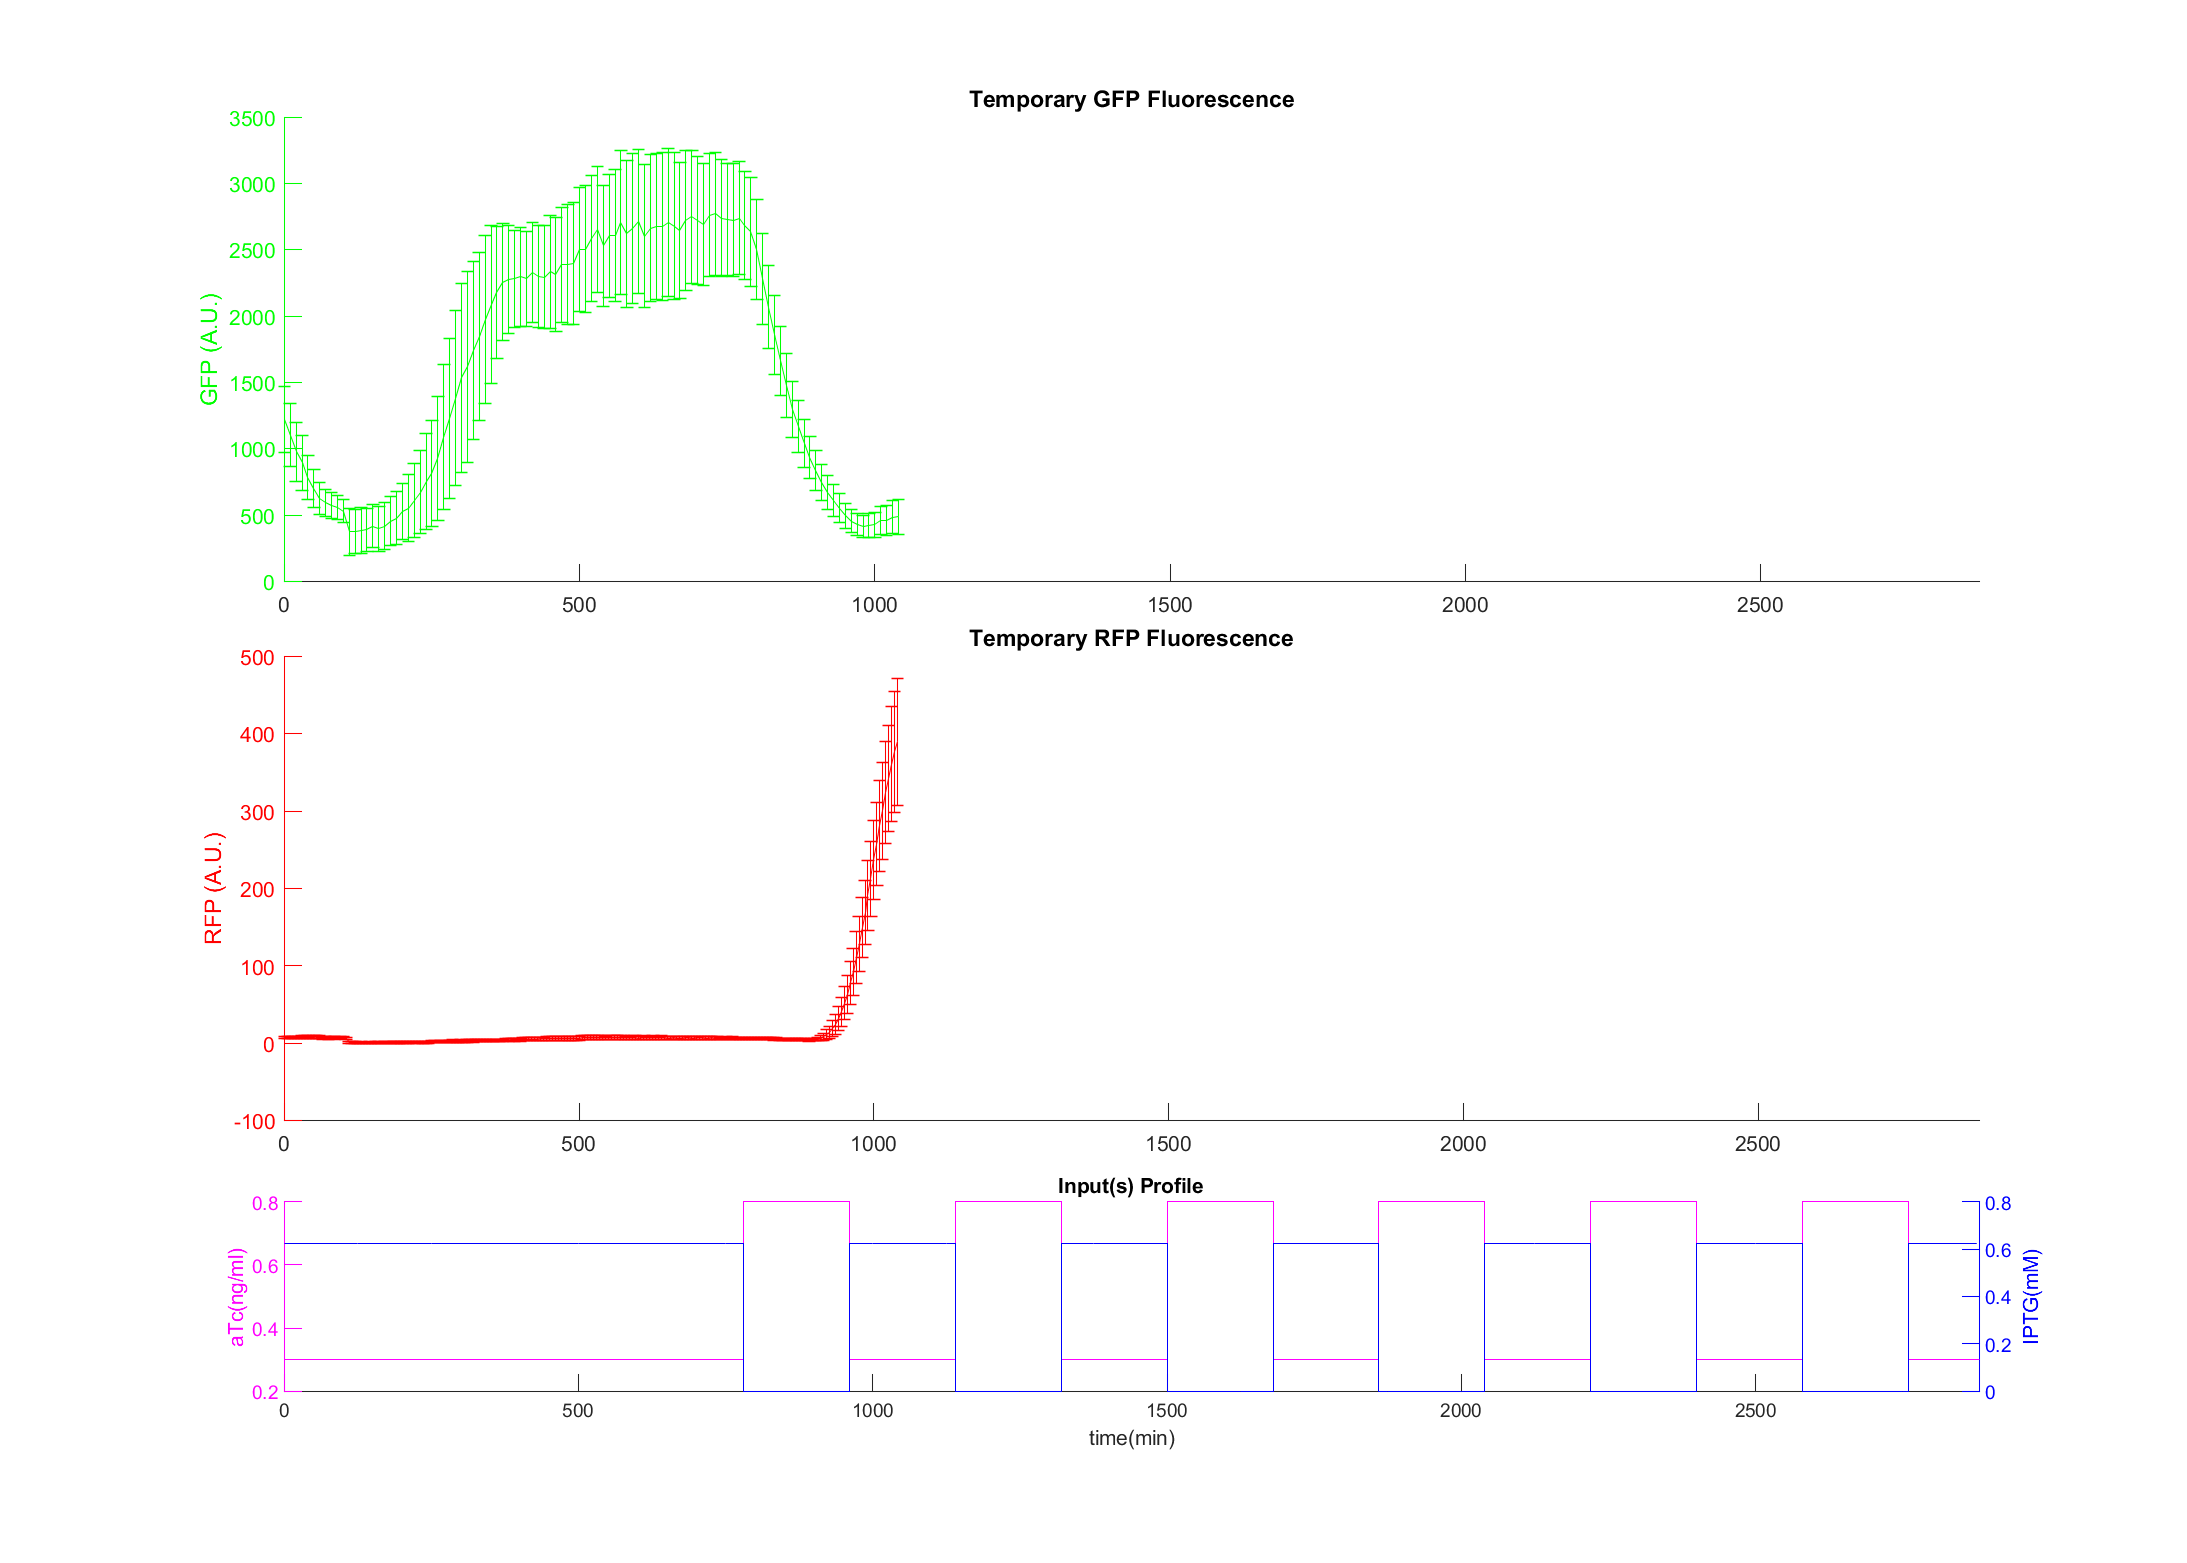 Temporary GFP Fluorescence
GFP (A.U.)
3500
3000
2500
2000
1500
1000
500
0
0 500 1000 1500 2000 2500
Temporary RFP Fluorescence
RFP (A.U.)
500
400
300
200
100
0
-100
0 500 1000 1500 2000 2500
Input(s) Profile
aTc(ng/ml)
0.8
0.6
0.4
0.2
IPTG(mM)
0.8
0.6
0.4
0.2
0
0 500 1000 1500 2000 2500
time(min)